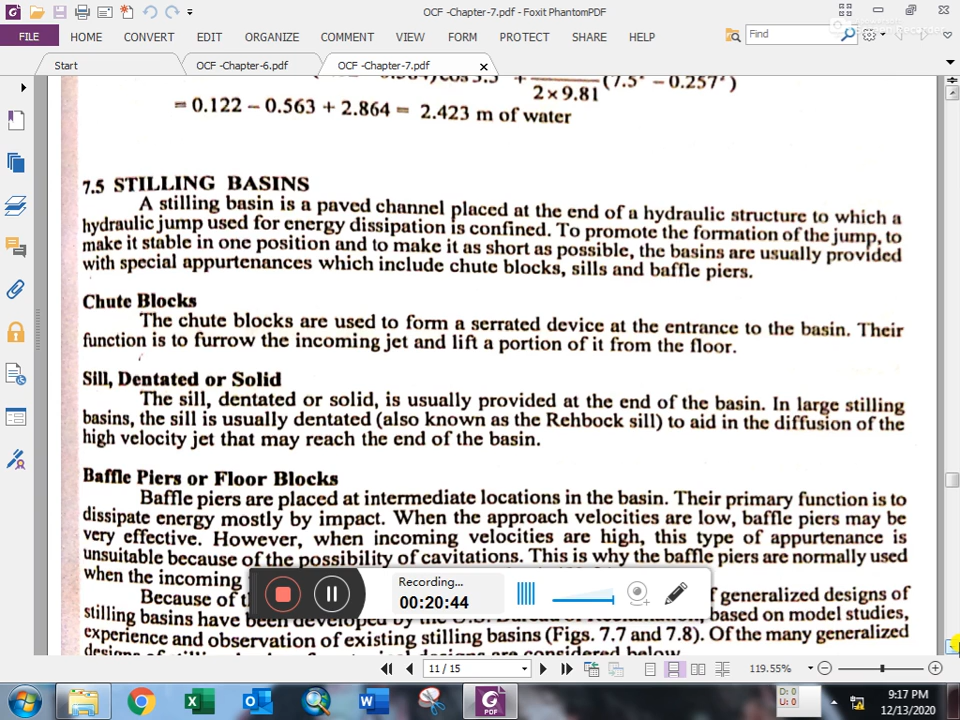 OCF -Chapter-7.pdf - Foxit PhantomPDF
FILE HOME CONVERT EDIT ORGANIZE COMMENT VIEW FORM PROTECT SHARE HELP
Find
Start OCF -Chapter-6.pdf OCF -Chapter-7.pdf
2 × 9.81
= 0.122 − 0.563 + 2.864 = 2.423 m of water
7.5 STILLING BASINS
A stilling basin is a paved channel placed at the end of a hydraulic structure to which a
hydraulic jump used for energy dissipation is confined. To promote the formation of the jump, to
make it stable in one position and to make it as short as possible, the basins are usually provided
with special appurtenances which include chute blocks, sills and baffle piers.
Chute Blocks
The chute blocks are used to form a serrated device at the entrance to the basin. Their
function is to furrow the incoming jet and lift a portion of it from the floor.
Sill, Dentated or Solid
The sill, dentated or solid, is usually provided at the end of the basin. In large stilling
basins, the sill is usually dentated (also known as the Rehbock sill) to aid in the diffusion of the
high velocity jet that may reach the end of the basin.
Baffle Piers or Floor Blocks
Baffle piers are placed at intermediate locations in the basin. Their primary function is to
dissipate energy mostly by impact. When the approach velocities are low, baffle piers may be
very effective. However, when incoming velocities are high, this type of appurtenance is
unsuitable because of the possibility of cavitations. This is why the baffle piers are normally used
when the incoming
Because of generalized designs of
stilling basins have been developed by the based on model studies,
experience and observation of existing stilling basins (Figs. 7.7 and 7.8). Of the many generalized
are considered below
Recording...
00:20:44
11 / 15
119.55%
D: 0
U: 0
9:17 PM
12/13/2020